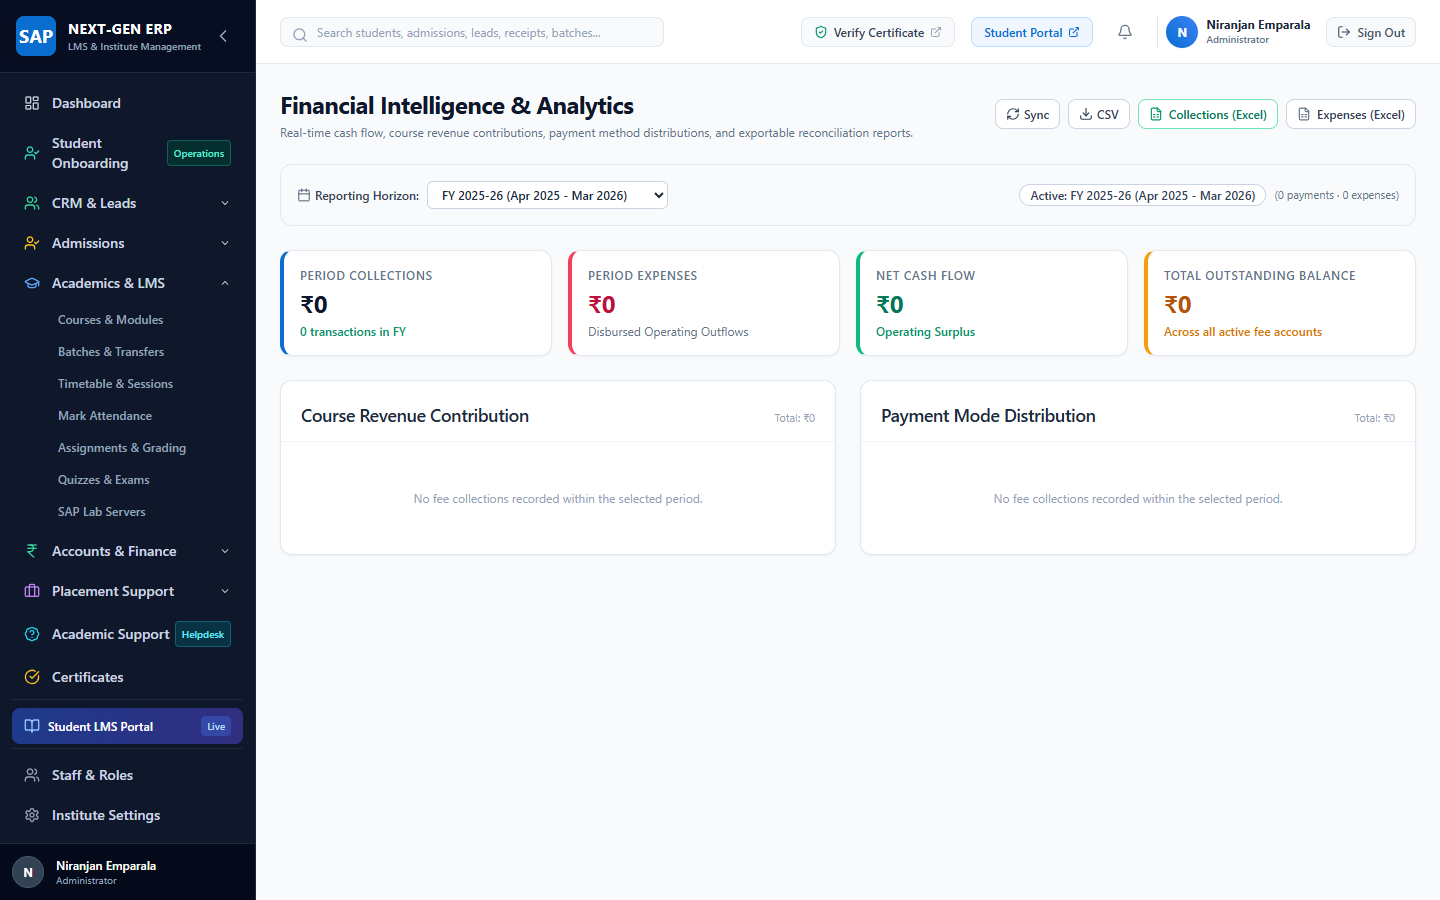 SAP
NEXT-GEN ERP
LMS & Institute Management
Dashboard
Student Onboarding
Operations
CRM & Leads
Admissions
Academics & LMS
Courses & Modules
Batches & Transfers
Timetable & Sessions
Mark Attendance
Assignments & Grading
Quizzes & Exams
SAP Lab Servers
Accounts & Finance
Placement Support
Academic Support
Helpdesk
Certificates
Student LMS Portal
Live
Staff & Roles
Institute Settings
N
Niranjan Emparala
Administrator
Search students, admissions, leads, receipts, batches...
Verify Certificate
Student Portal
N
Niranjan Emparala
Administrator
Sign Out
Financial Intelligence & Analytics
Real-time cash flow, course revenue contributions, payment method distributions, and exportable reconciliation reports.
Sync
CSV
Collections (Excel)
Expenses (Excel)
Reporting Horizon:
FY 2025-26 (Apr 2025 - Mar 2026)
Active: FY 2025-26 (Apr 2025 - Mar 2026)
(0 payments · 0 expenses)
PERIOD COLLECTIONS
₹0
0 transactions in FY
PERIOD EXPENSES
₹0
Disbursed Operating Outflows
NET CASH FLOW
₹0
Operating Surplus
TOTAL OUTSTANDING BALANCE
₹0
Across all active fee accounts
Course Revenue Contribution
Total: ₹0
No fee collections recorded within the selected period.
Payment Mode Distribution
Total: ₹0
No fee collections recorded within the selected period.